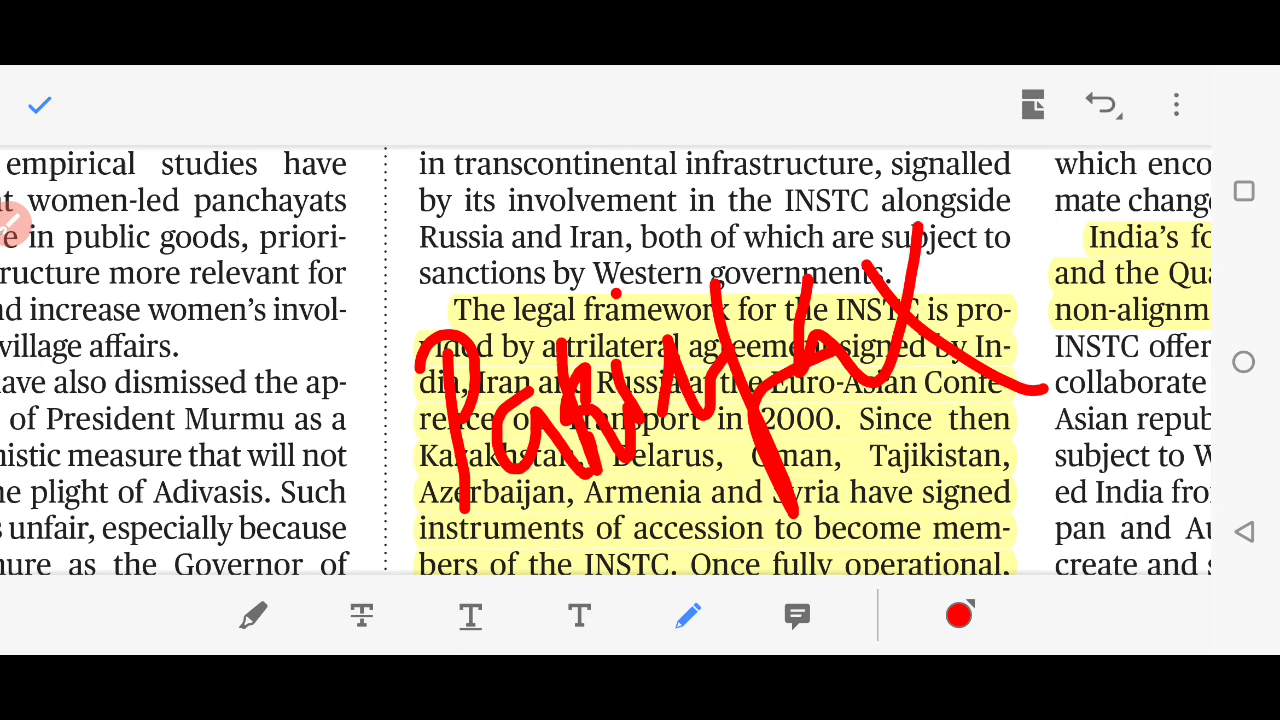 empirical studies have
t women-led panchayats
e in public goods, priori-
ructure more relevant for
nd increase women's invol-
village affairs.
ave also dismissed the ap-
of President Murmu as a
nistic measure that will not
ne plight of Adivasis. Such
s unfair, especially because
nure as the Governor of
in transcontinental infrastructure, signalled
by its involvement in the INSTC alongside
Russia and Iran, both of which are subject to
sanctions by Western governments.
The legal framework for the INSTC is pro-
vided by a trilateral agreement signed by In-
dia, Iran and Russia at the Euro-Asian Confe-
rence on Transport in 2000. Since then
Kazakhstan, Belarus, Oman, Tajikistan,
Azerbaijan, Armenia and Syria have signed
instruments of accession to become mem-
bers of the INSTC. Once fully operational,
which enco
mate change
India's fo
and the Qua
non-alignm
INSTC offer
collaborate
Asian repub
subject to W
ed India fro
pan and Au
create and s